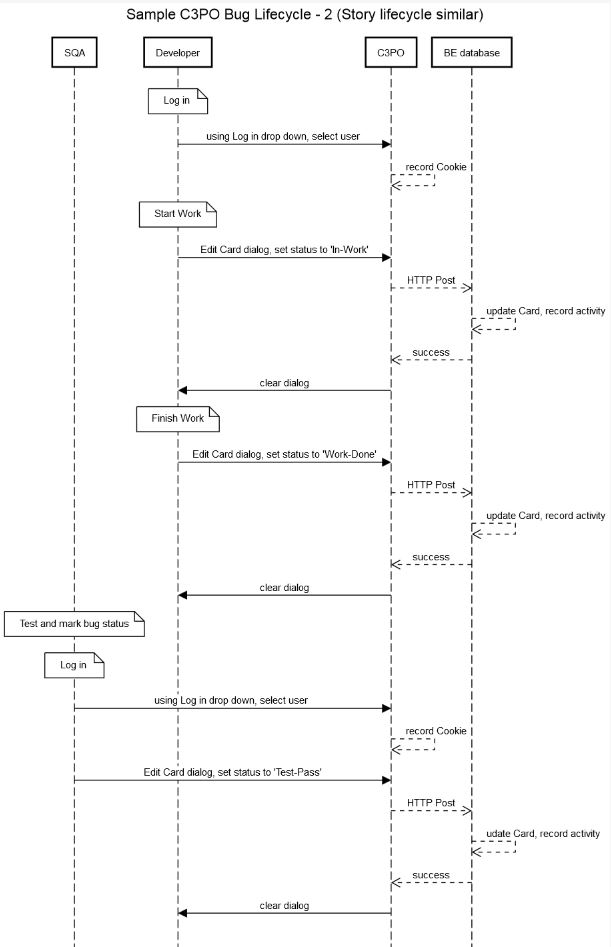 Sample C3PO Bug Lifecycle - 2 (Story lifecycle similar)
SQA
Developer
C3PO
BE database
Log in
using Log in drop down, select user
record Cookie
Start Work
Edit Card dialog, set status to 'In-Work'
HTTP Post
update Card, record activity
success
clear dialog
Finish Work
Edit Card dialog, set status to 'Work-Done'
HTTP Post
update Card, record activity
success
clear dialog
Test and mark bug status
Log in
using Log in drop down, select user
record Cookie
Edit Card dialog, set status to 'Test-Pass'
HTTP Post
udate Card, record activity
success
clear dialog